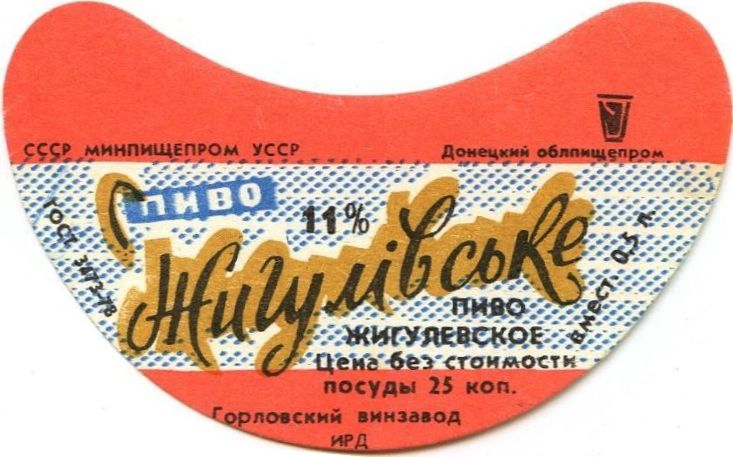 СССР МИНПИЩЕПРОМ УССР
Донецкий облпищепром
ГОСТ 3473-78
ПИВО
11%
Жигулівське
вмест. 0,5 л.
ПИВО
ЖИГУЛЕВСКОЕ
Цена без стоимости
посуды 25 коп.
Горловский винзавод
ИРД